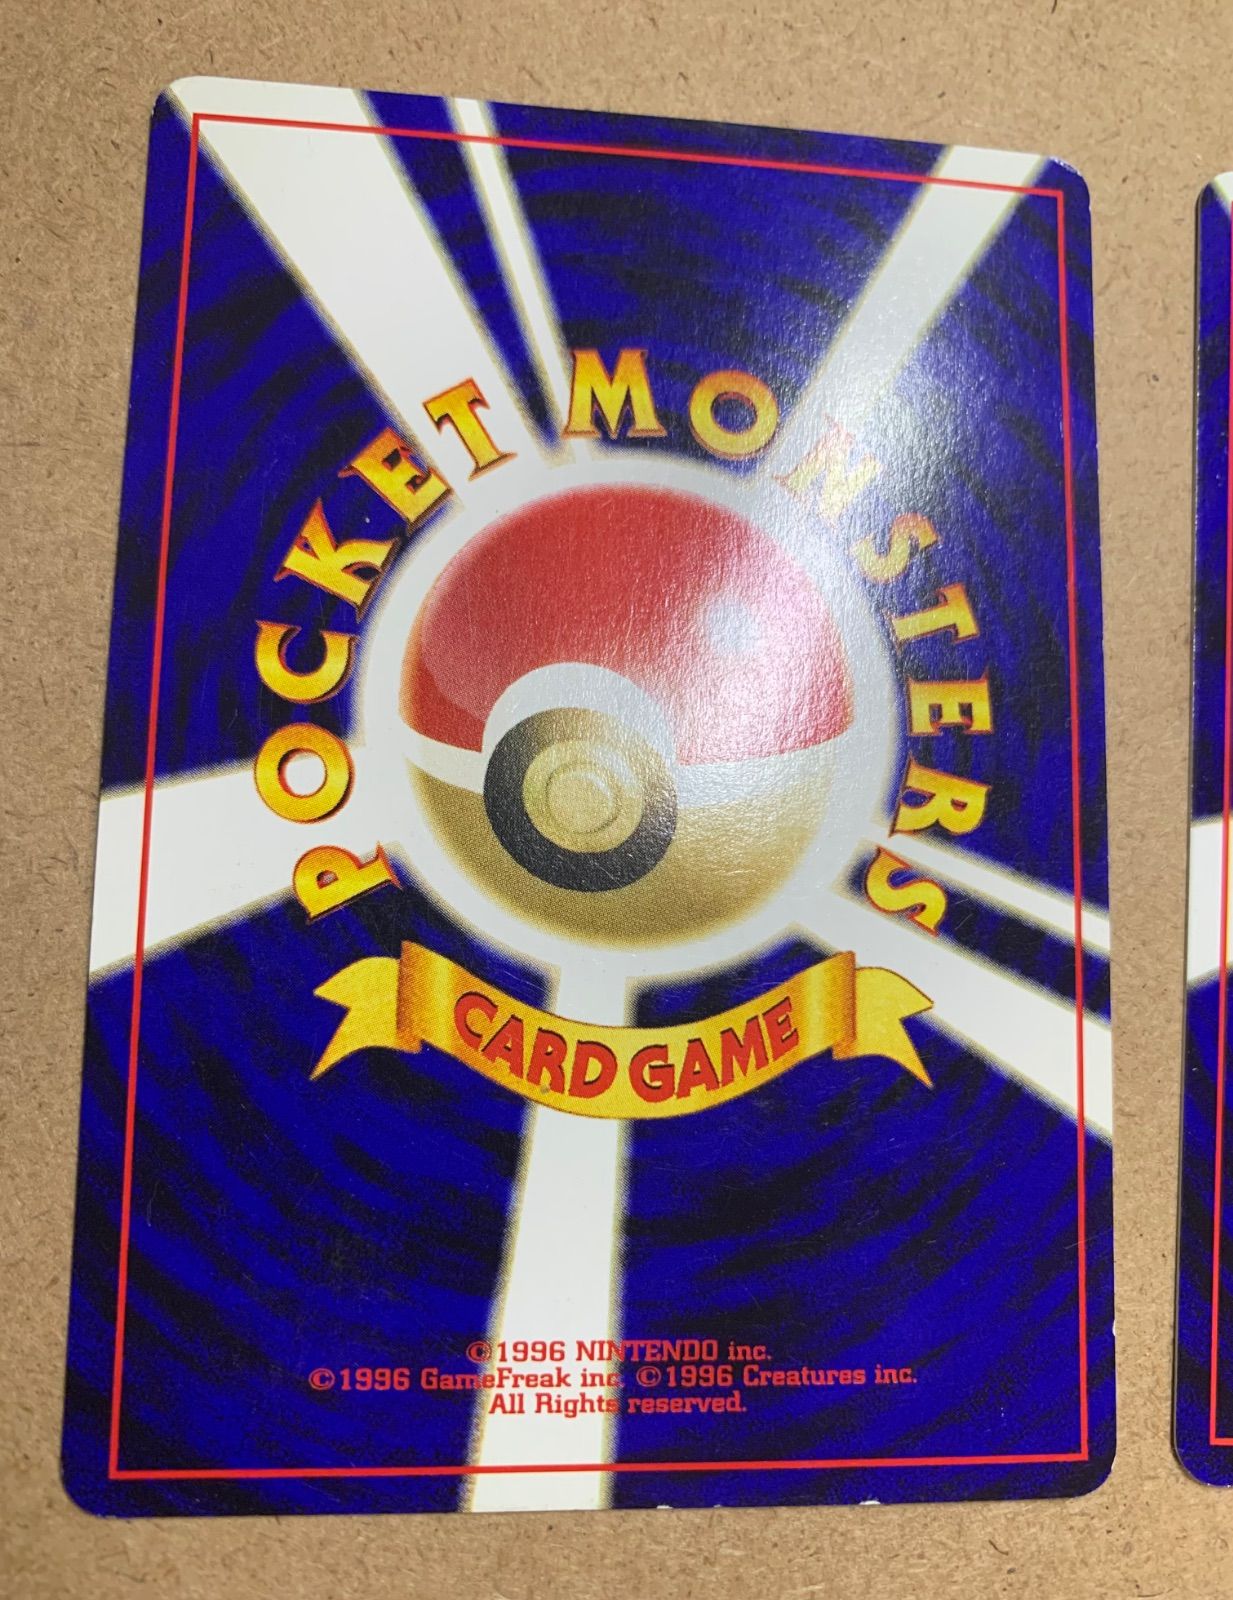 POCKET MONSTERS
CARD GAME
©1996 NINTENDO inc.
©1996 GameFreak inc. ©1996 Creatures inc.
All Rights reserved.